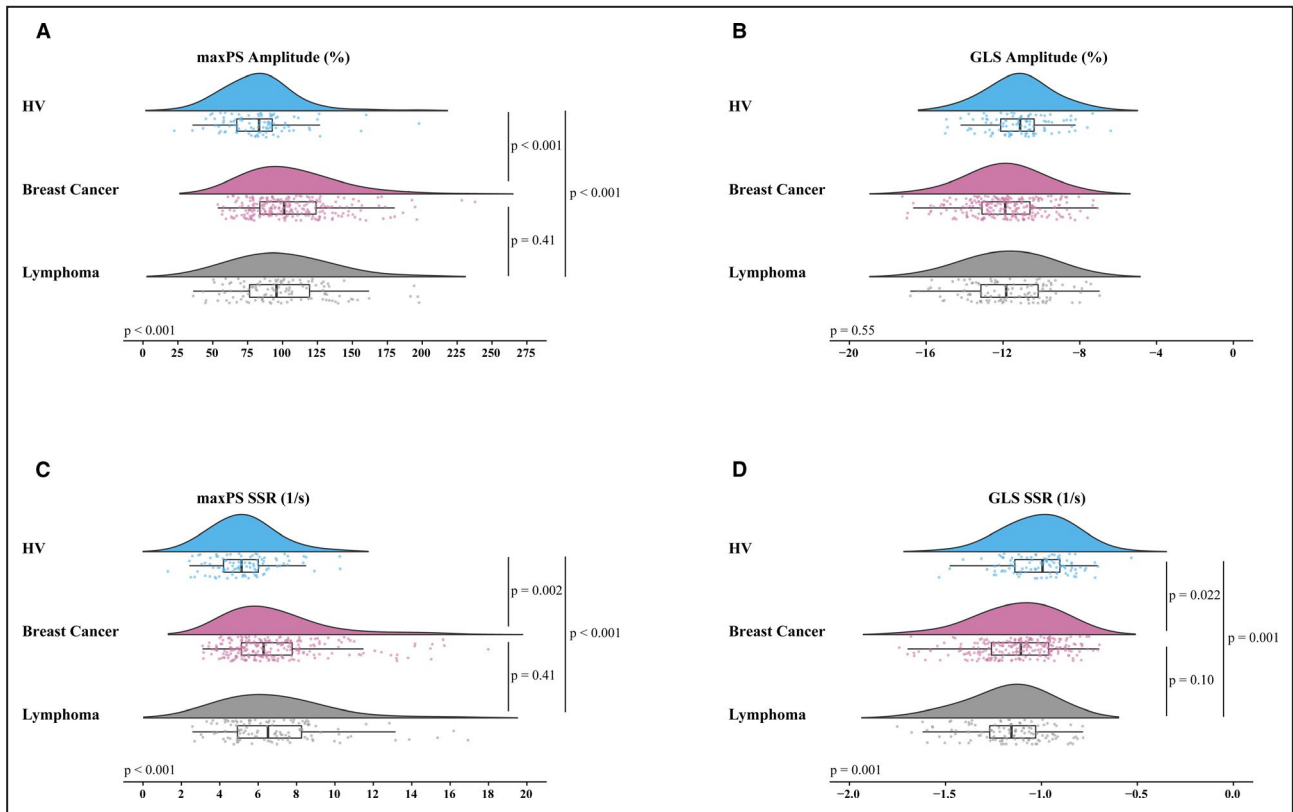 A
maxPS Amplitude (%)
HV
p < 0.001
Breast Cancer
p < 0.001
p = 0.41
Lymphoma
p < 0.001
0 25 50 75 100 125 150 175 200 225 250 275
B
GLS Amplitude (%)
HV
Breast Cancer
Lymphoma
p = 0.55
−20 −16 −12 −8 −4 0
C
maxPS SSR (1/s)
HV
p = 0.002
Breast Cancer
p < 0.001
p = 0.41
Lymphoma
p < 0.001
0 2 4 6 8 10 12 14 16 18 20
D
GLS SSR (1/s)
HV
p = 0.022
Breast Cancer
p = 0.001
p = 0.10
Lymphoma
p = 0.001
−2.0 −1.5 −1.0 −0.5 0.0